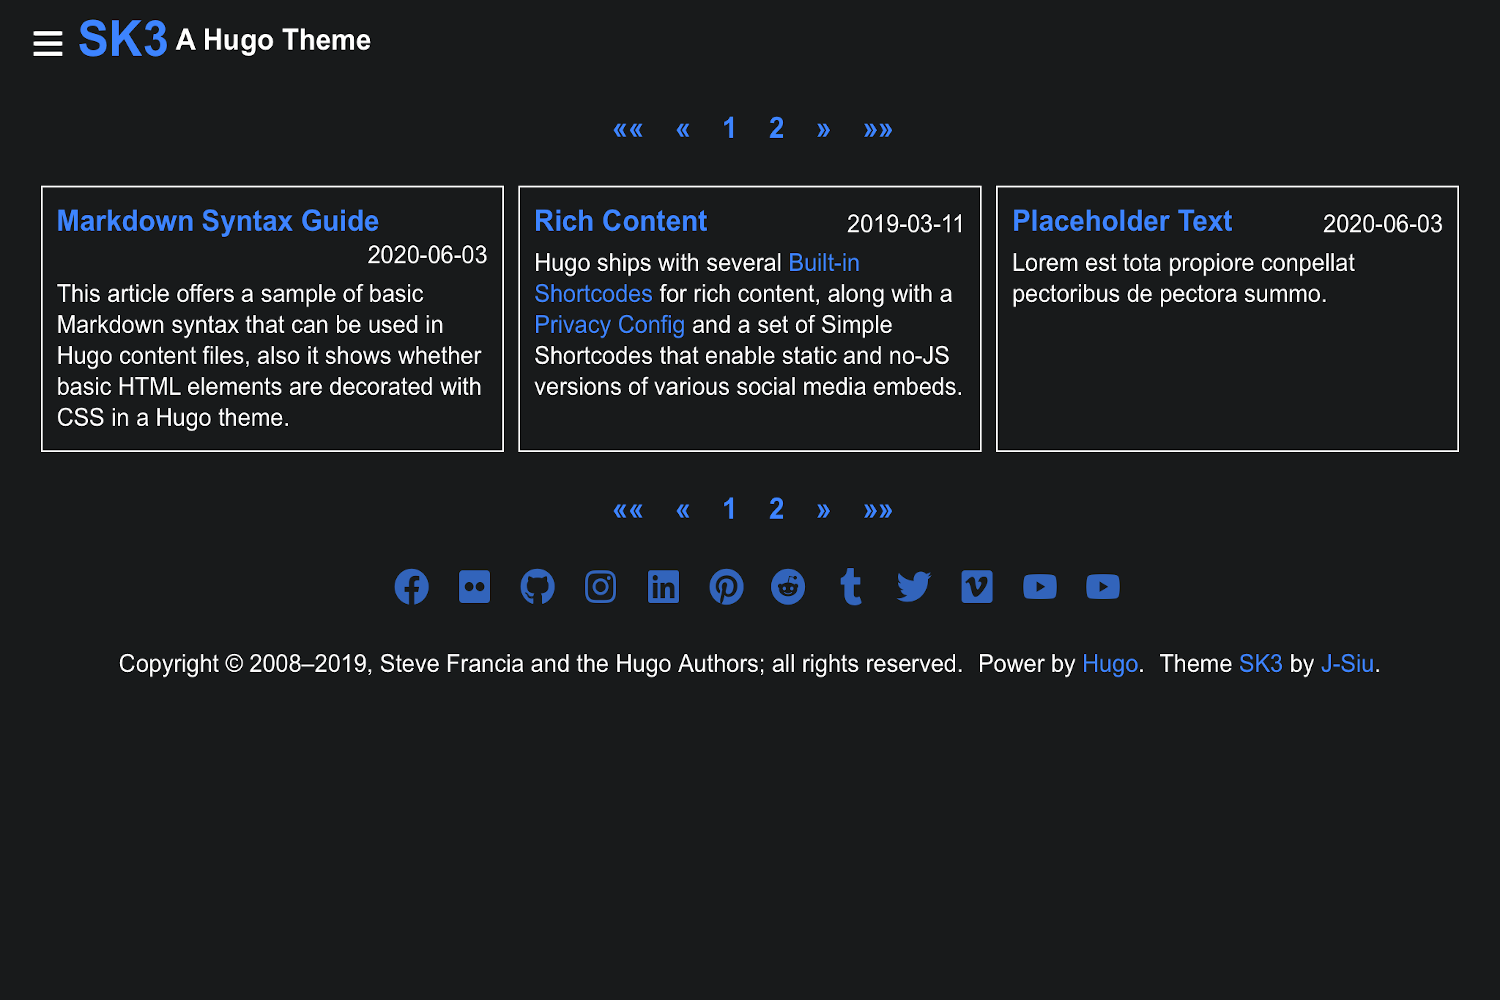 SK3 A Hugo Theme
«« « 1 2 » »»
Markdown Syntax Guide
2020-06-03
This article offers a sample of basic
Markdown syntax that can be used in
Hugo content files, also it shows whether
basic HTML elements are decorated with
CSS in a Hugo theme.
Rich Content 2019-03-11
Hugo ships with several Built-in
Shortcodes for rich content, along with a
Privacy Config and a set of Simple
Shortcodes that enable static and no-JS
versions of various social media embeds.
Placeholder Text 2020-06-03
Lorem est tota propiore conpellat
pectoribus de pectora summo.
«« « 1 2 » »»
Copyright © 2008–2019, Steve Francia and the Hugo Authors; all rights reserved. Power by Hugo. Theme SK3 by J-Siu.